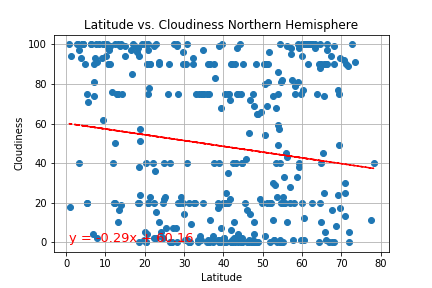 Latitude vs. Cloudiness Northern Hemisphere
100
80
60
40
20
0
Cloudiness
y = -0.29x + 60.16
0 10 20 30 40 50 60 70 80
Latitude